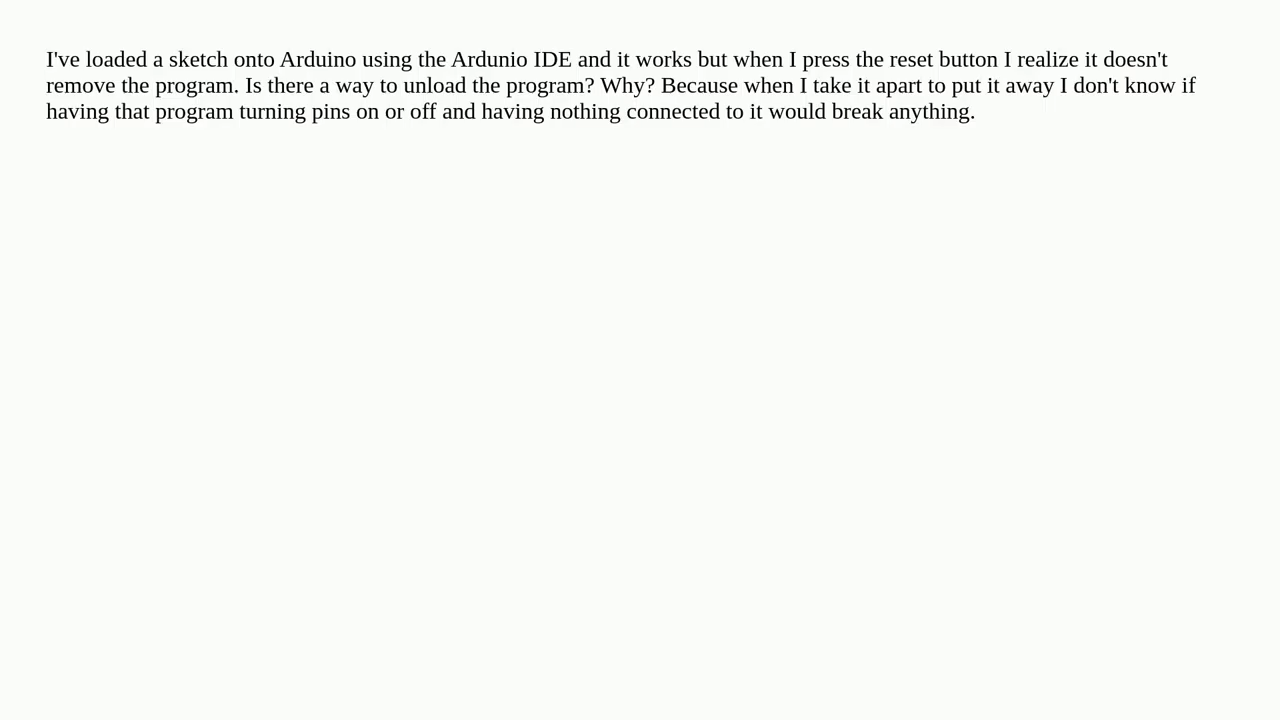 I've loaded a sketch onto Arduino using the Ardunio IDE and it works but when I press the reset button I realize it doesn't
remove the program. Is there a way to unload the program? Why? Because when I take it apart to put it away I don't know if
having that program turning pins on or off and having nothing connected to it would break anything.